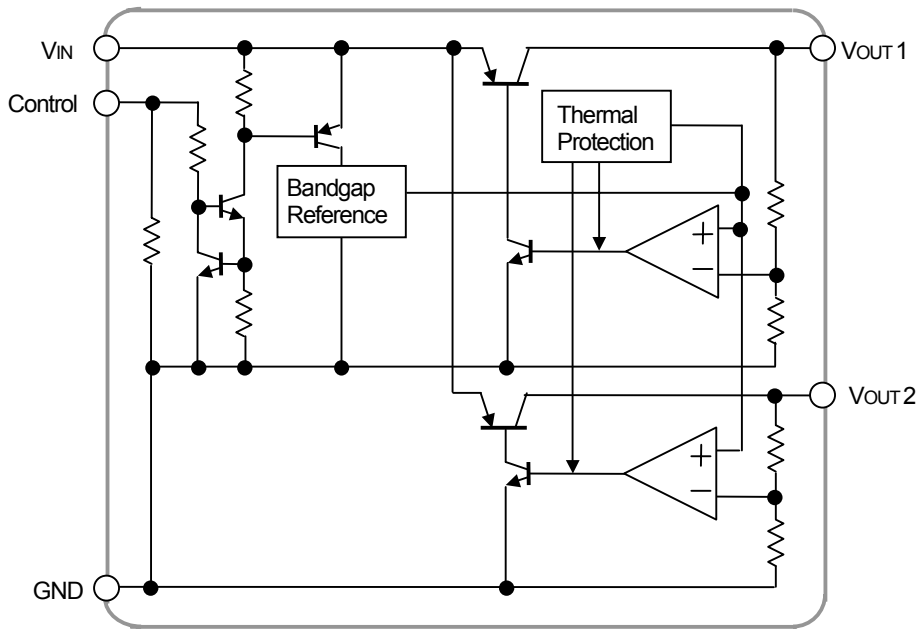 VIN
Control
GND
VOUT 1
VOUT 2
Thermal
Protection
Bandgap
Reference
+
−
+
−